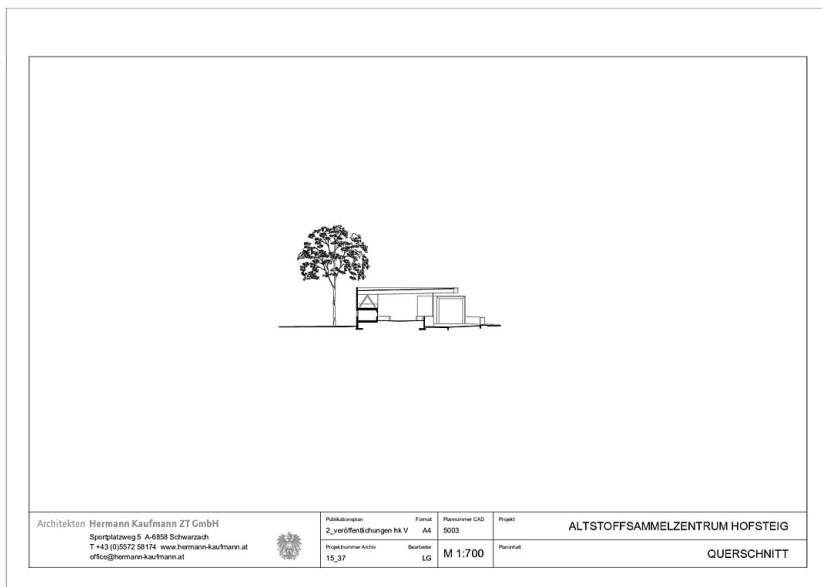 Architekten Hermann Kaufmann ZT GmbH
Sportplatzweg 5 A-6858 Schwarzach
T +43 (0)5572 58174 www.hermann-kaufmann.at
office@hermann-kaufmann.at
Publikationsplan Format
2_veröffentlichungen hk V A4
Projektnummer Archiv Bearbeiter
15_37 LG
Plannummer CAD
5003
M 1:700
Projekt
ALTSTOFFSAMMELZENTRUM HOFSTEIG
Planinhalt
QUERSCHNITT